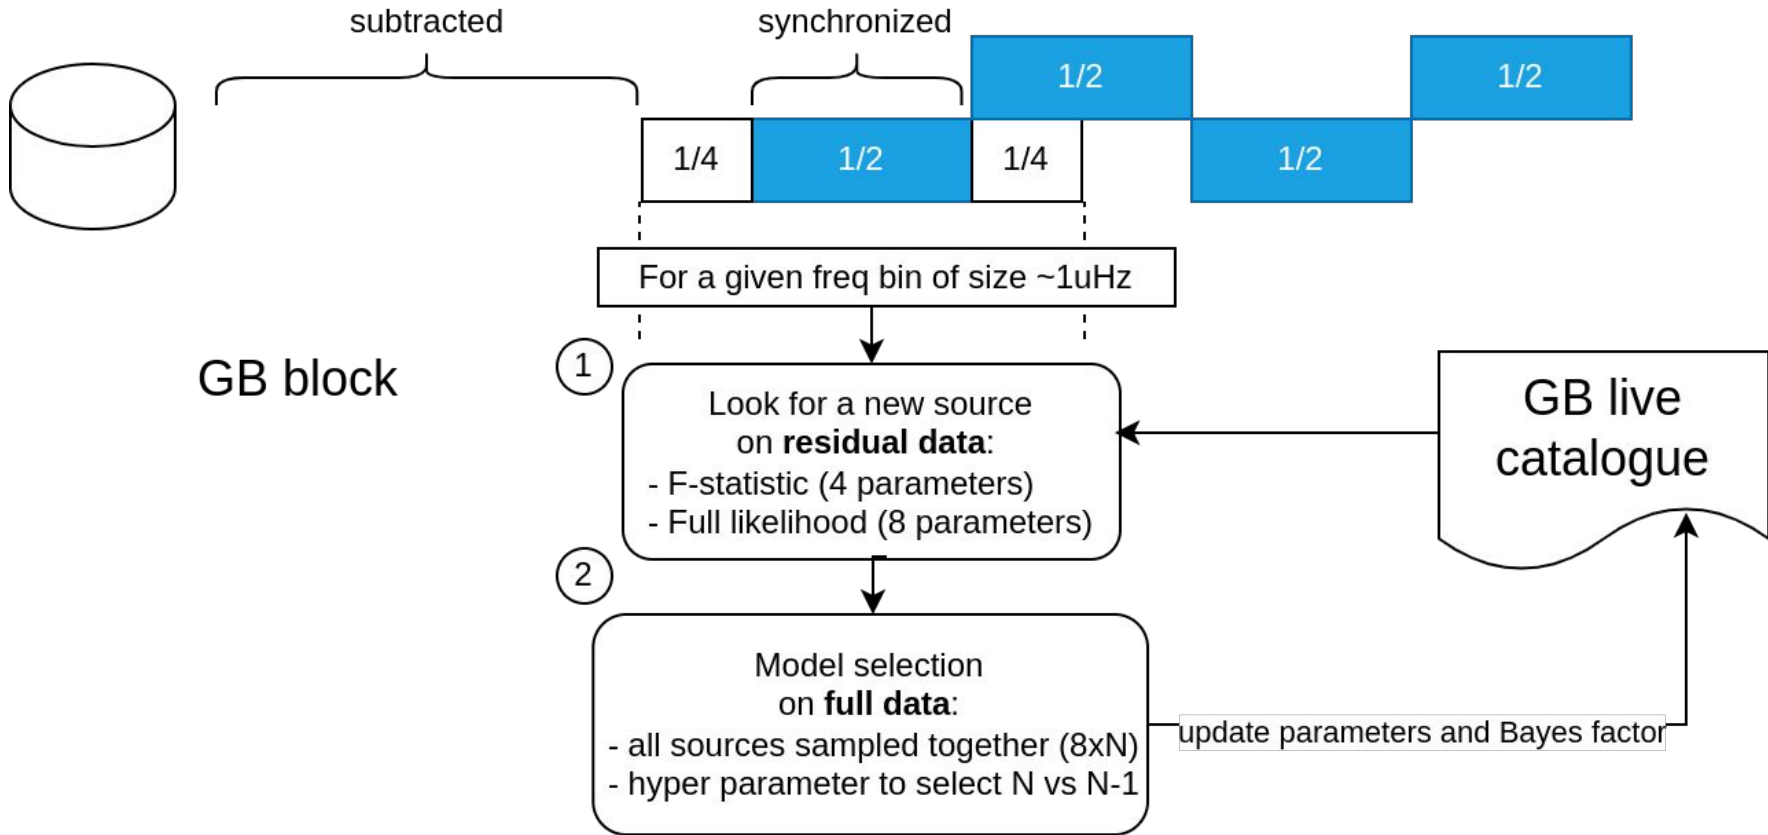 subtracted
synchronized
1/2
1/2
1/4
1/2
1/4
1/2
For a given freq bin of size ~1uHz
1
GB block
Look for a new source
on residual data:
- F-statistic (4 parameters)
- Full likelihood (8 parameters)
GB live
catalogue
2
Model selection
on full data:
- all sources sampled together (8xN)
- hyper parameter to select N vs N-1
update parameters and Bayes factor